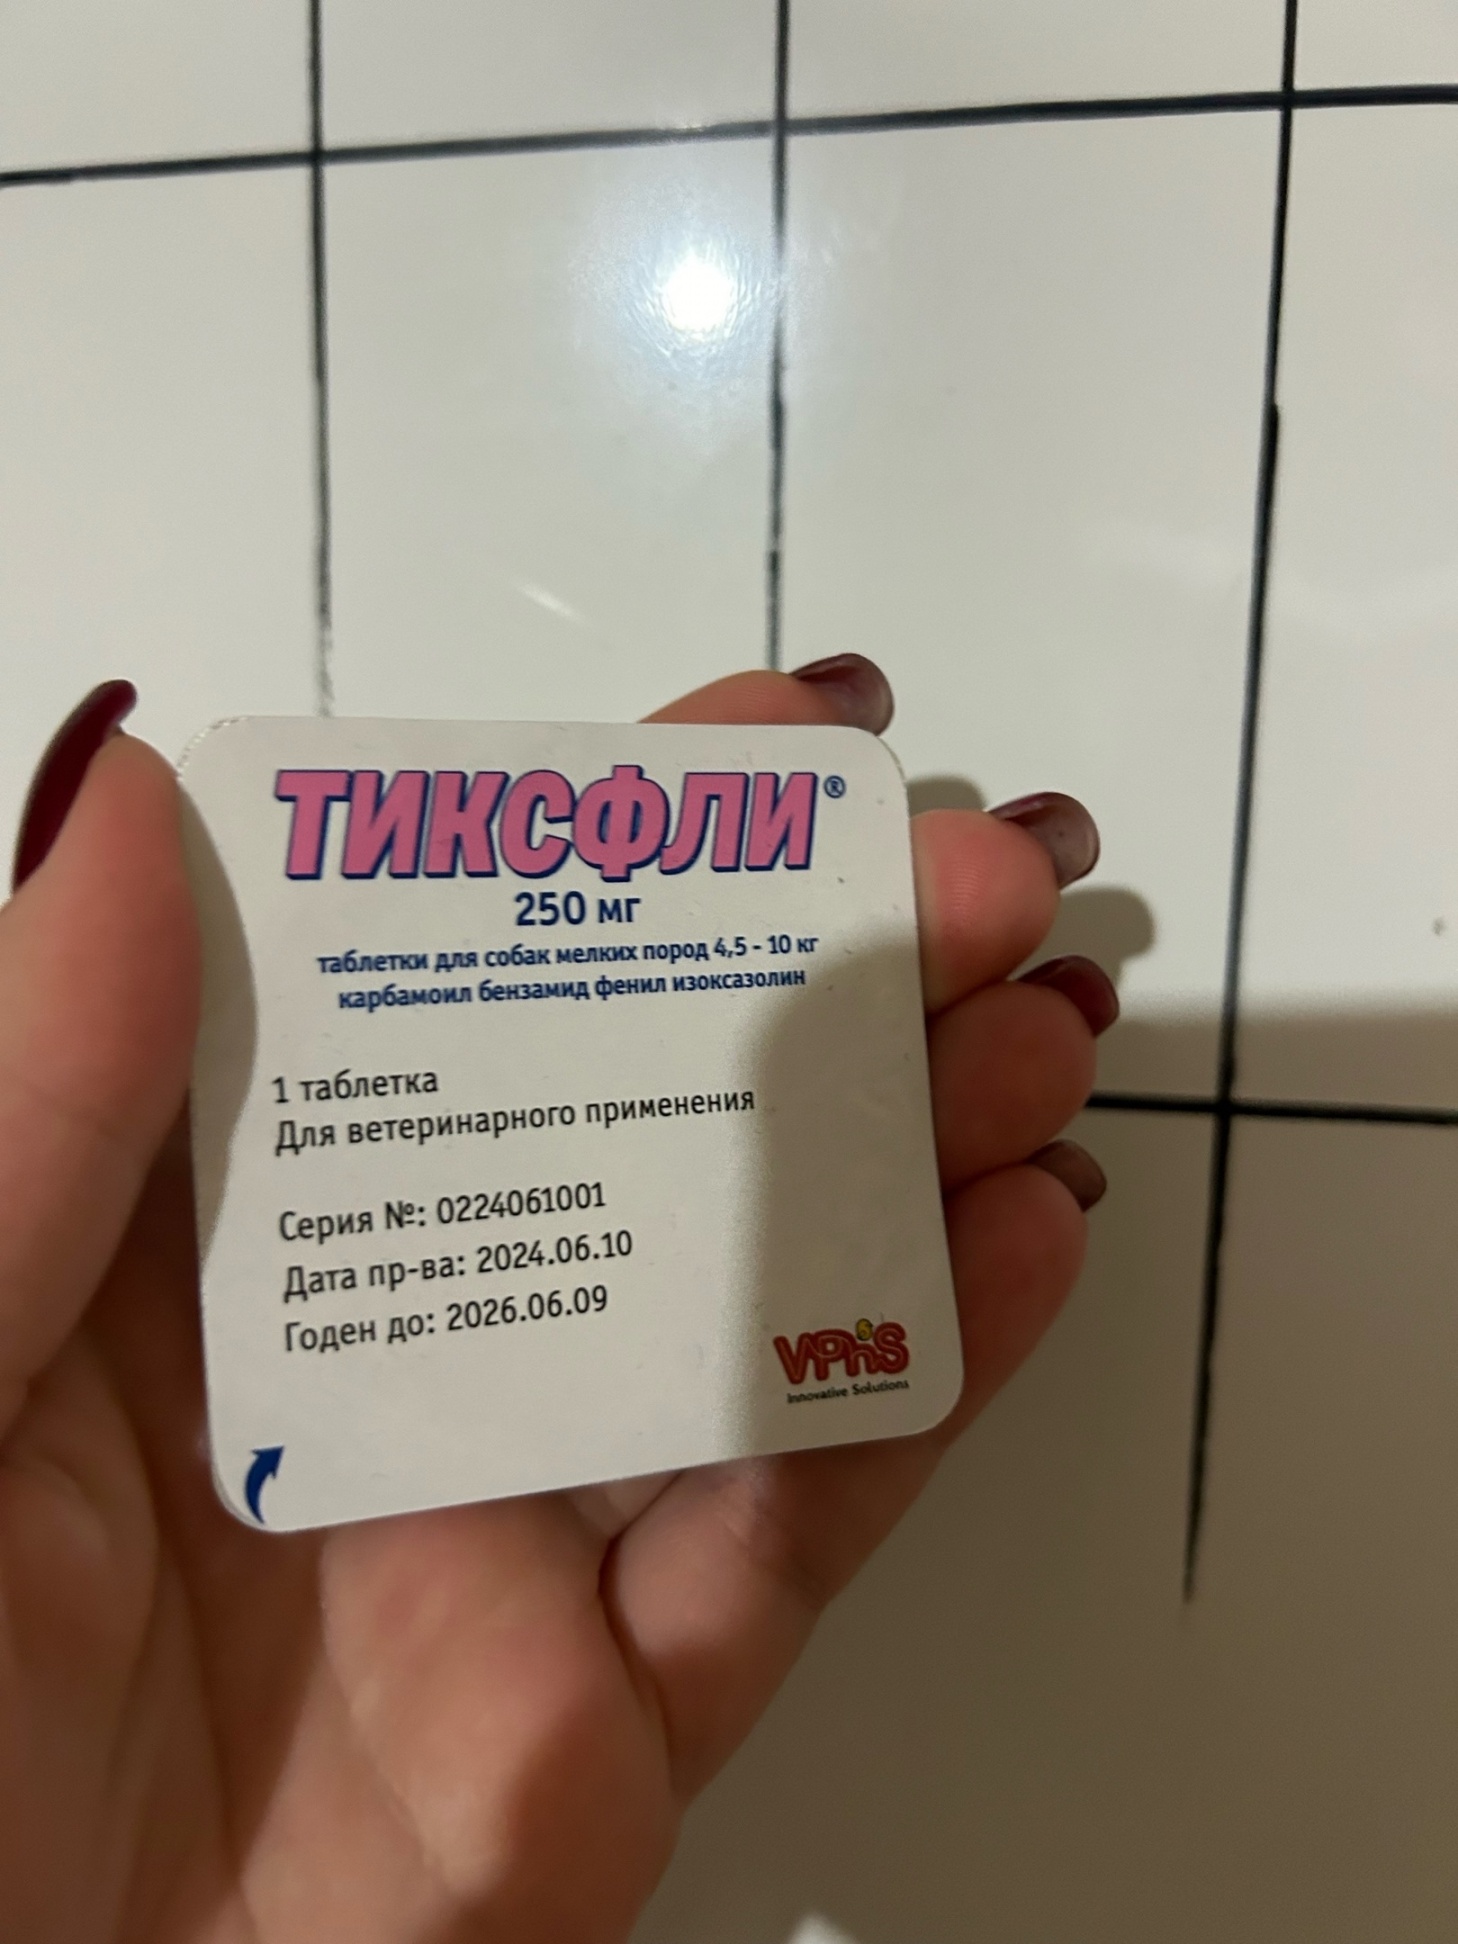 ТИКСФЛИ®
250 мг
таблетки для собак мелких пород 4,5 - 10 кг
карбамоил бензамид фенил изоксазолин
1 таблетка
Для ветеринарного применения
Серия №: 0224061001
Дата пр-ва: 2024.06.10
Годен до: 2026.06.09
VPhiS
Innovative Solutions